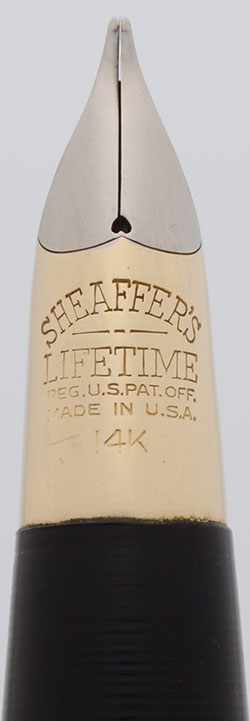 SHEAFFER'S
LIFETIME
REG. U.S. PAT. OFF.
MADE IN U.S.A.
14K